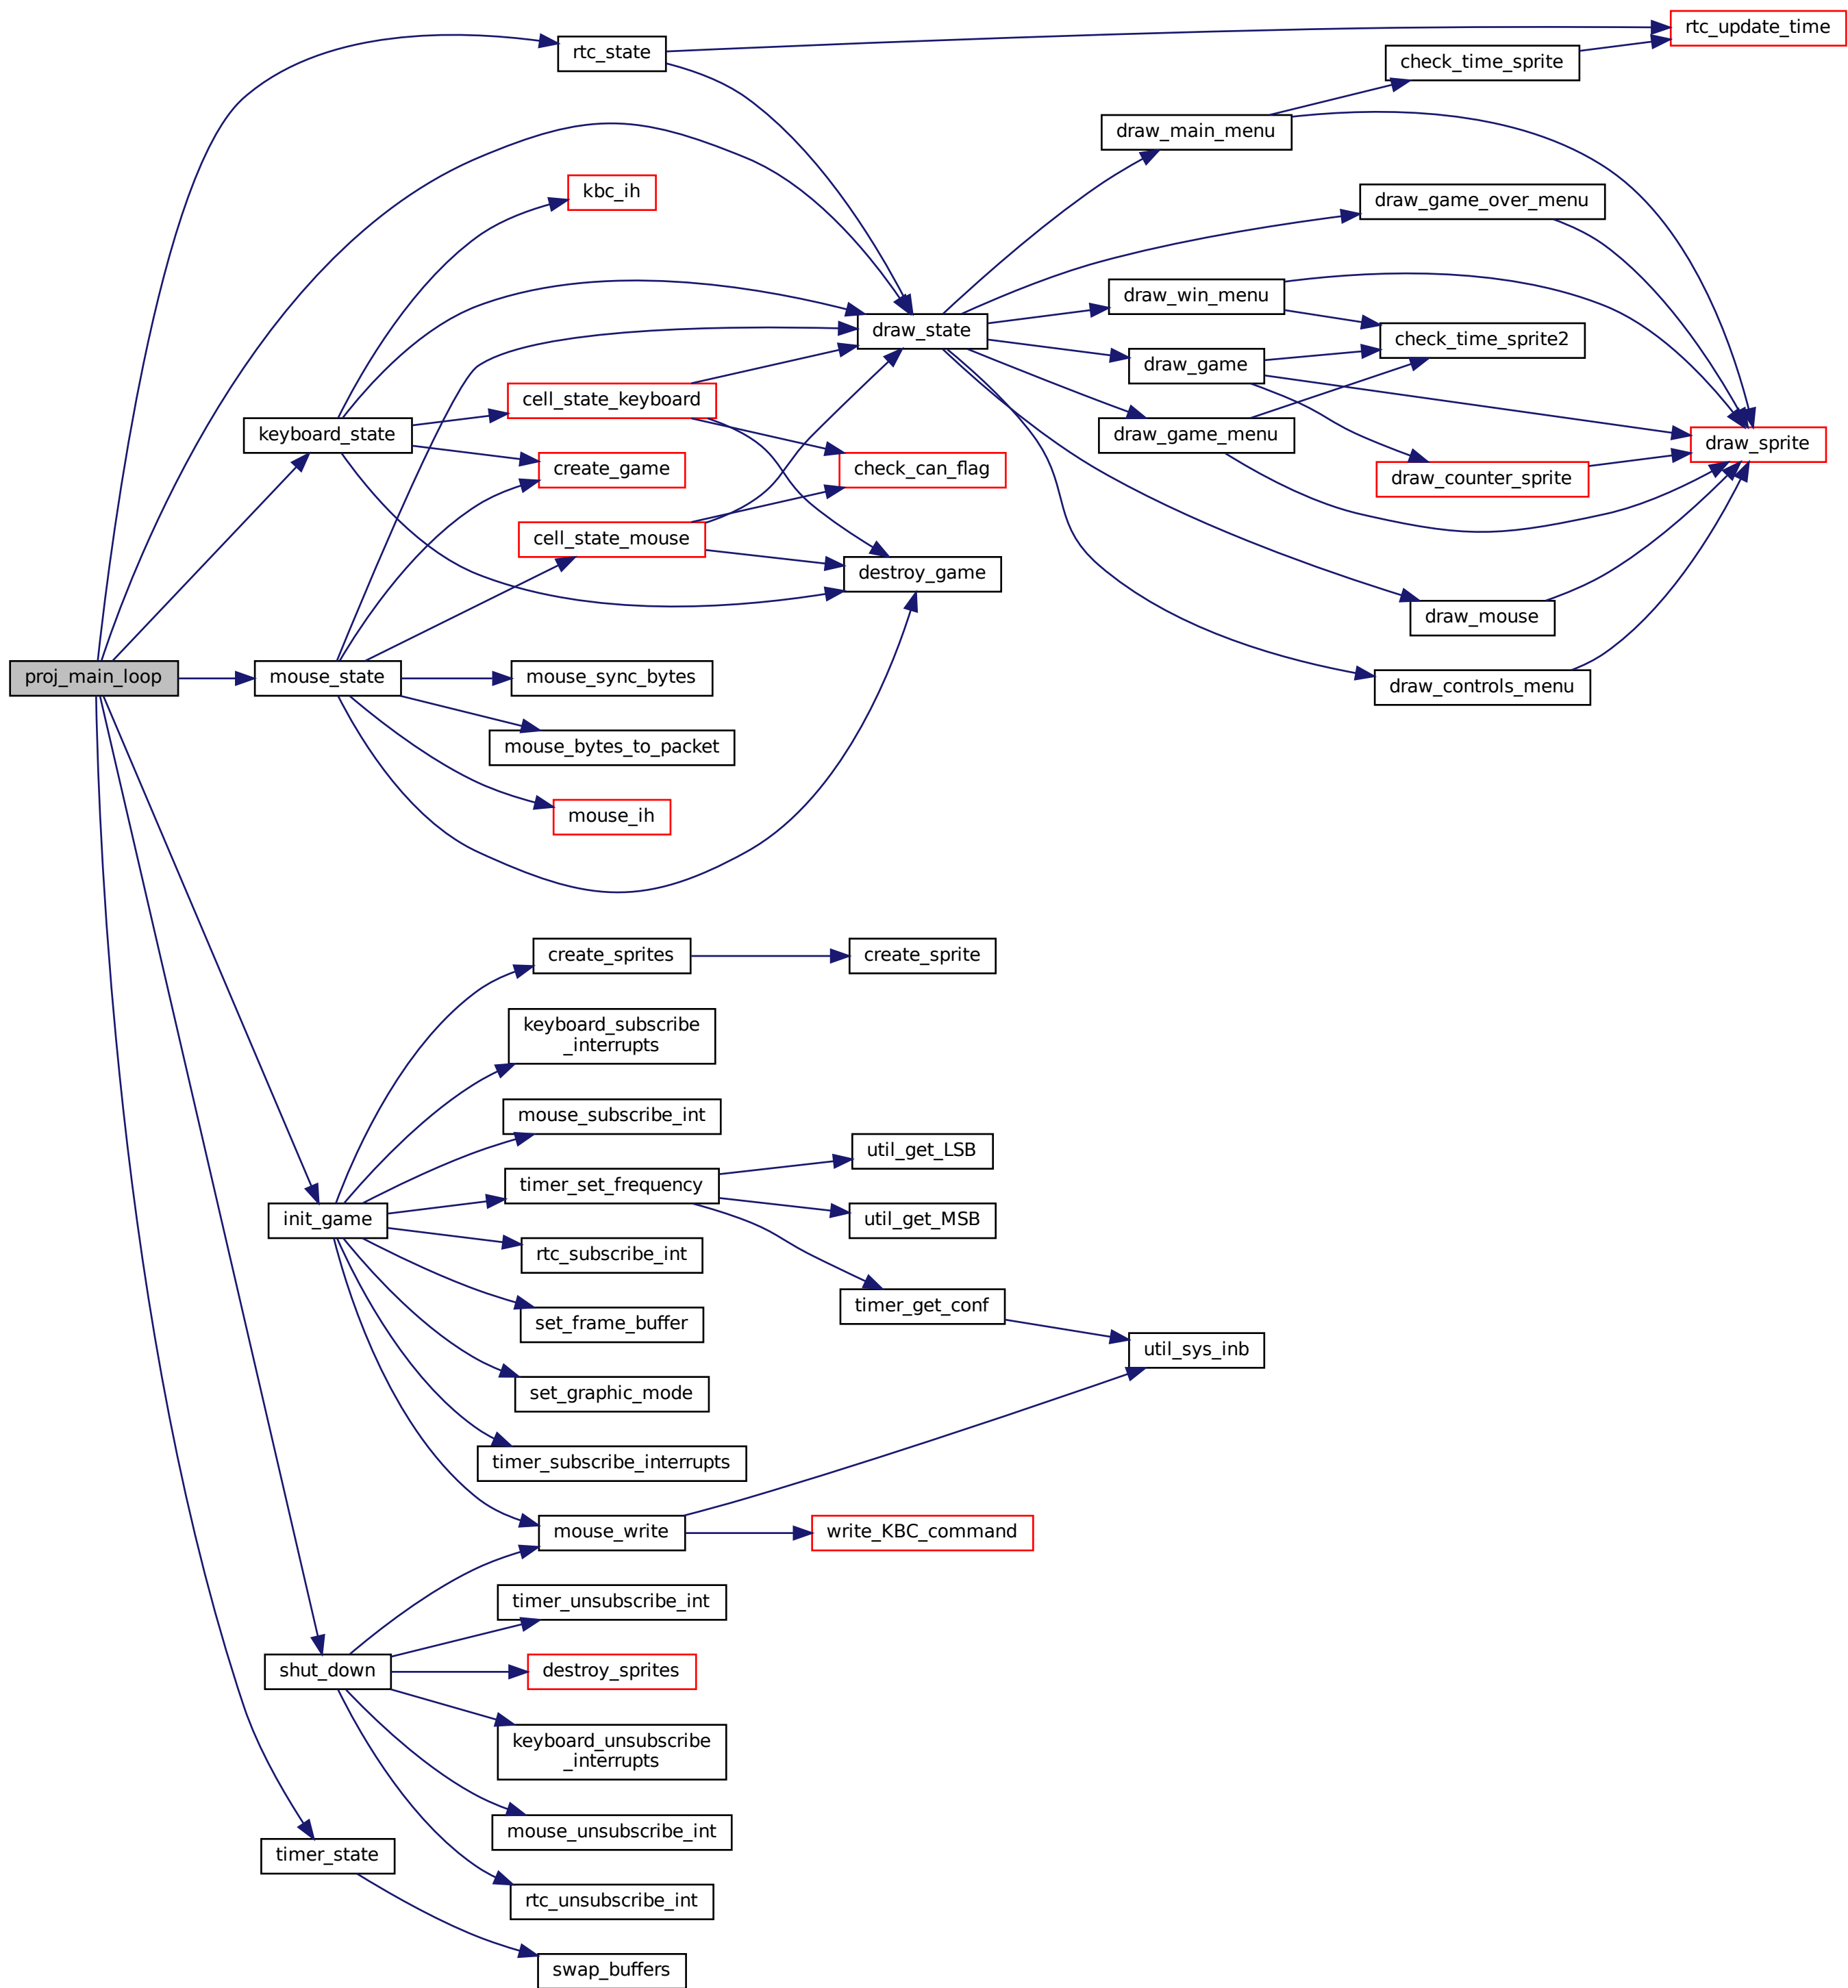 rtc_update_time
rtc_state
check_time_sprite
draw_main_menu
kbc_ih
draw_game_over_menu
draw_win_menu
draw_state
check_time_sprite2
draw_game
cell_state_keyboard
keyboard_state
draw_game_menu
draw_sprite
create_game
check_can_flag
draw_counter_sprite
cell_state_mouse
destroy_game
draw_mouse
proj_main_loop
mouse_state
mouse_sync_bytes
draw_controls_menu
mouse_bytes_to_packet
mouse_ih
create_sprites
create_sprite
keyboard_subscribe
_interrupts
mouse_subscribe_int
util_get_LSB
timer_set_frequency
init_game
util_get_MSB
rtc_subscribe_int
timer_get_conf
set_frame_buffer
util_sys_inb
set_graphic_mode
timer_subscribe_interrupts
mouse_write
write_KBC_command
timer_unsubscribe_int
shut_down
destroy_sprites
keyboard_unsubscribe
_interrupts
mouse_unsubscribe_int
timer_state
rtc_unsubscribe_int
swap_buffers